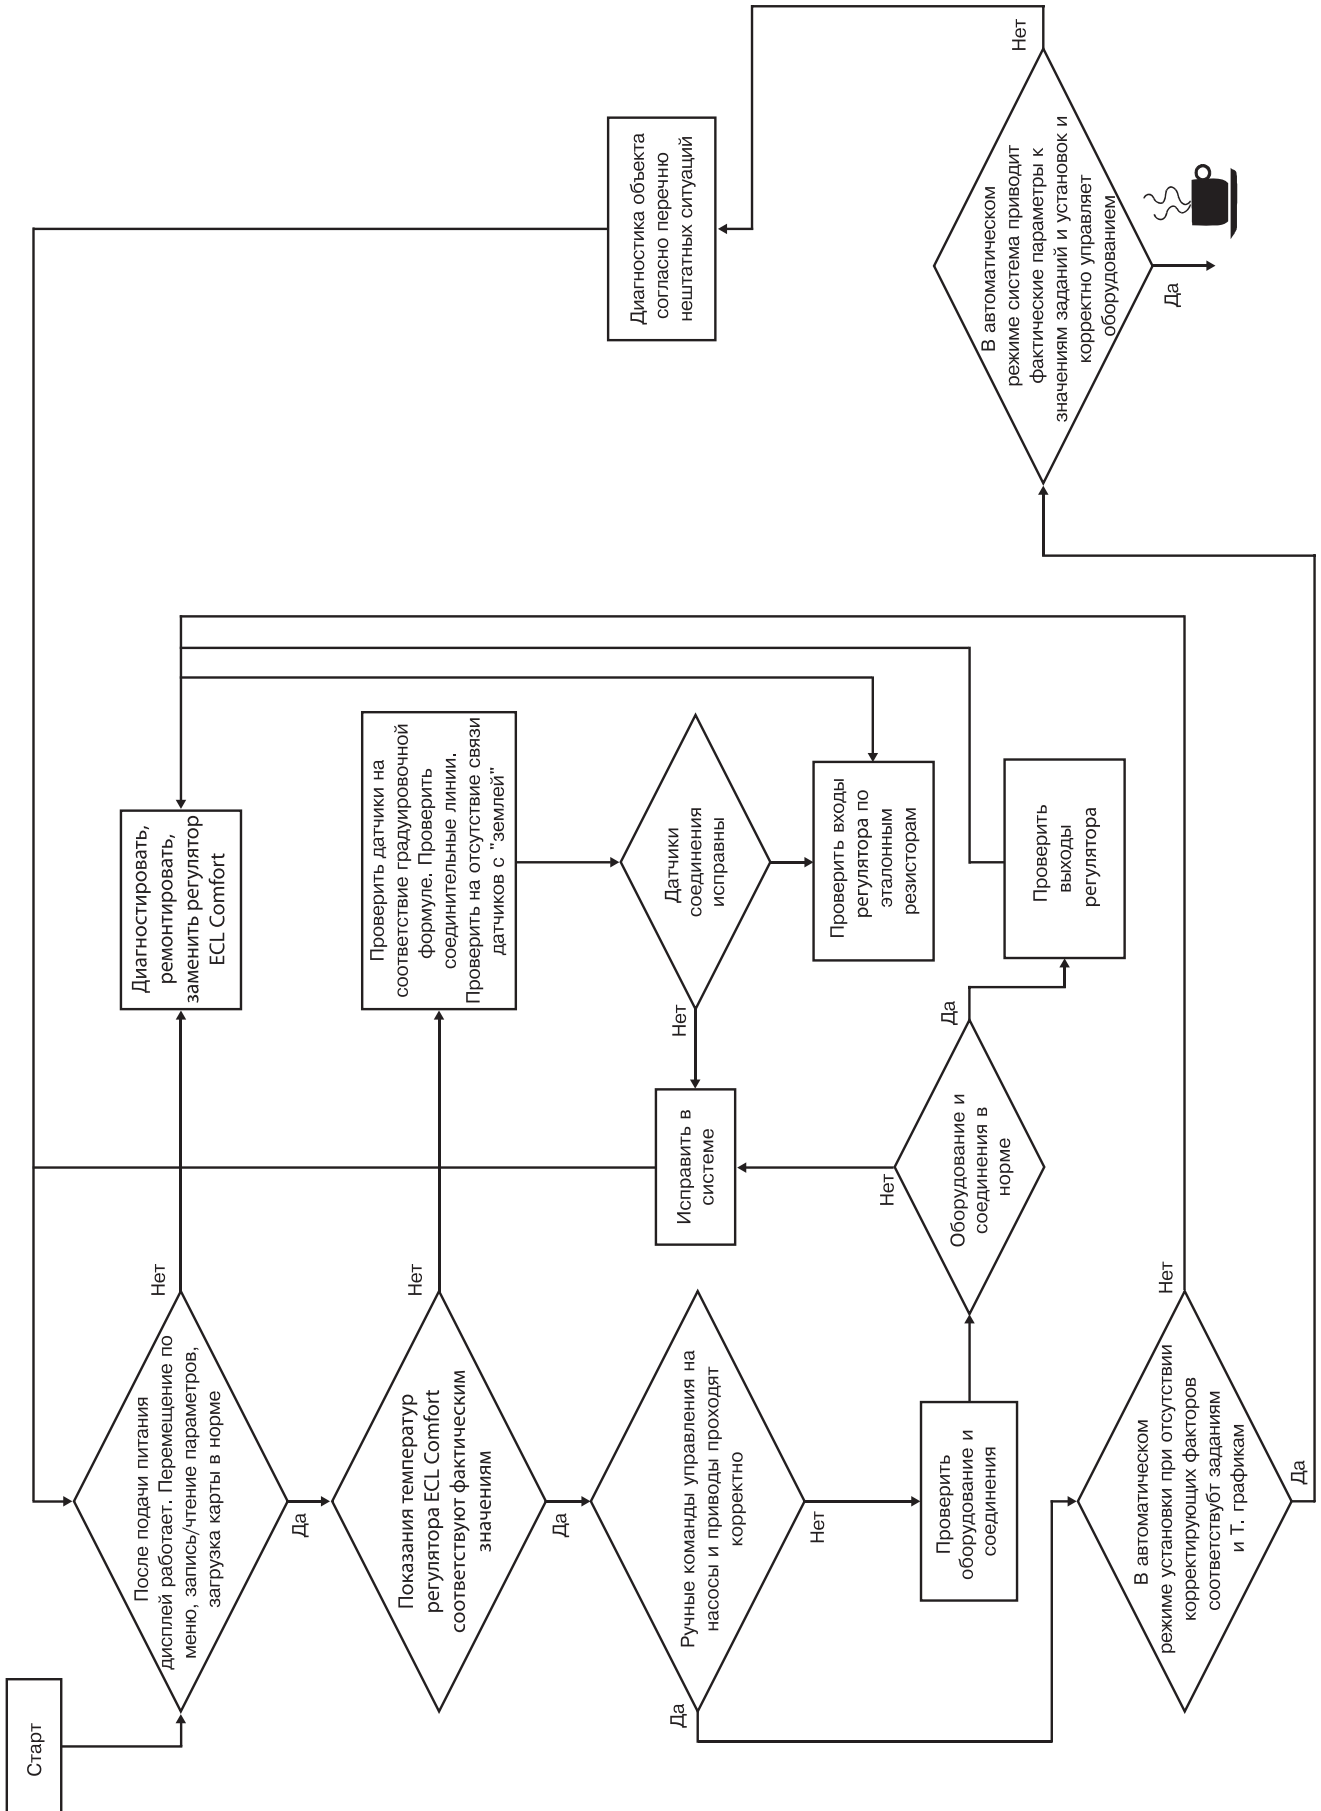 Старт
После подачи питания
дисплей работает. Перемещение по
меню, запись/чтение параметров,
загрузка карты в норме
Нет
Да
Диагностировать,
ремонтировать,
заменить регулятор
ECL Comfort
Показания температур
регулятора ECL Comfort
соответствуют фактическим
значениям
Нет
Да
Проверить датчики на
соответствие градуировочной
формуле. Проверить
соединительные линии.
Проверить на отсутствие связи
датчиков с "землей"
Датчики
соединения
исправны
Нет
Исправить в
системе
Проверить входы
регулятора по
эталонным
резисторам
Ручные команды управления на
насосы и приводы проходят
корректно
Да
Нет
Проверить
оборудование и
соединения
Оборудование и
соединения в
норме
Нет
Да
Проверить
выходы
регулятора
В автоматическом
режиме установки при отсутствии
корректирующих факторов
соответствубт заданиям
и Т. графикам
Нет
Да
В автоматическом
режиме система приводит
фактические параметры к
значениям заданий и установок и
корректно управляет
оборудованием
Нет
Да
Диагностика объекта
согласно перечню
нештатных ситуаций